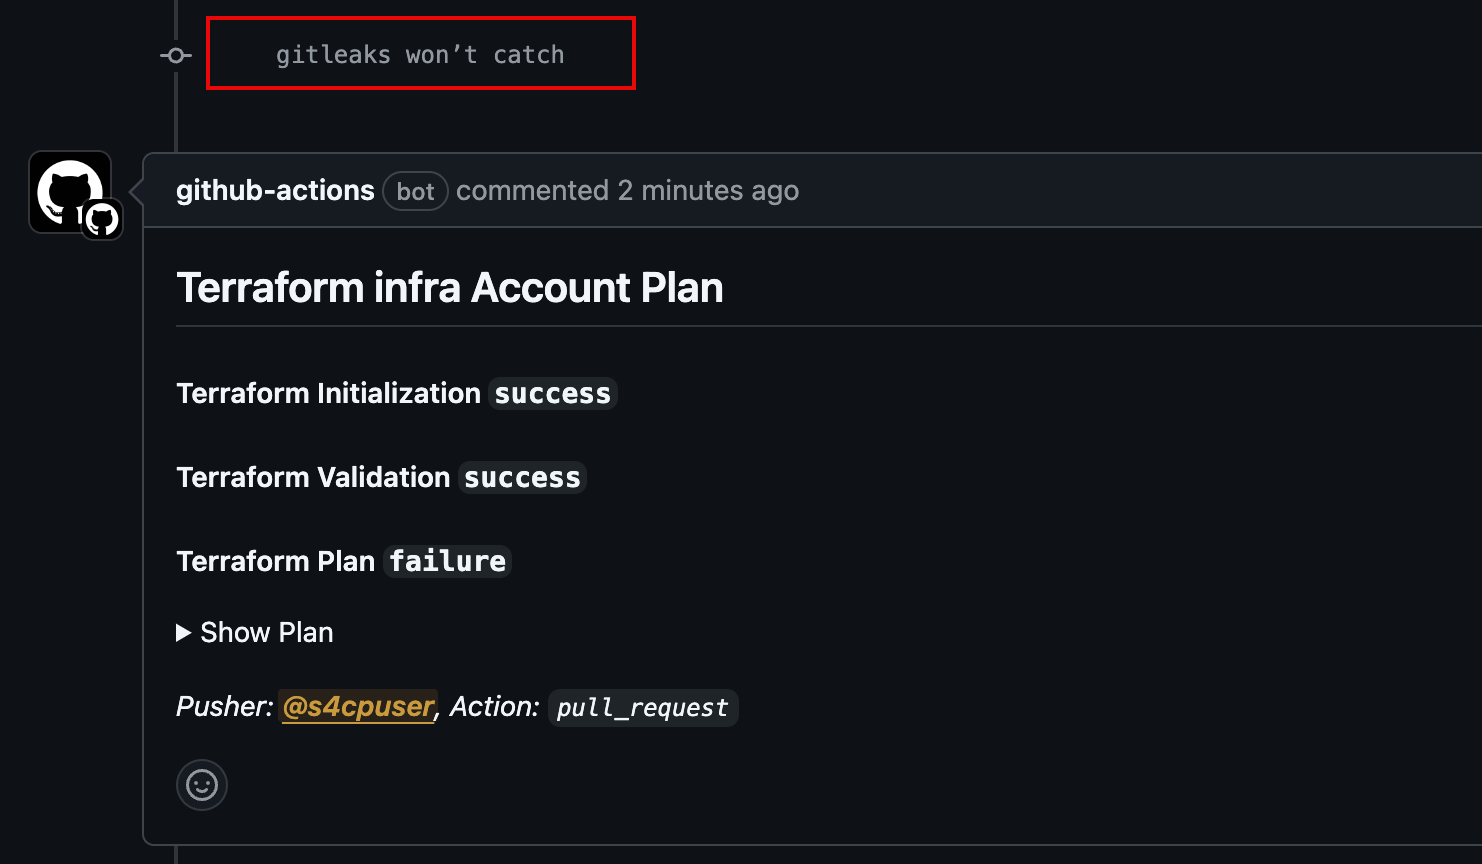 gitleaks won’t catch
github-actions bot commented 2 minutes ago
Terraform infra Account Plan
Terraform Initialization success
Terraform Validation success
Terraform Plan failure
Show Plan
Pusher: @s4cpuser, Action: pull_request